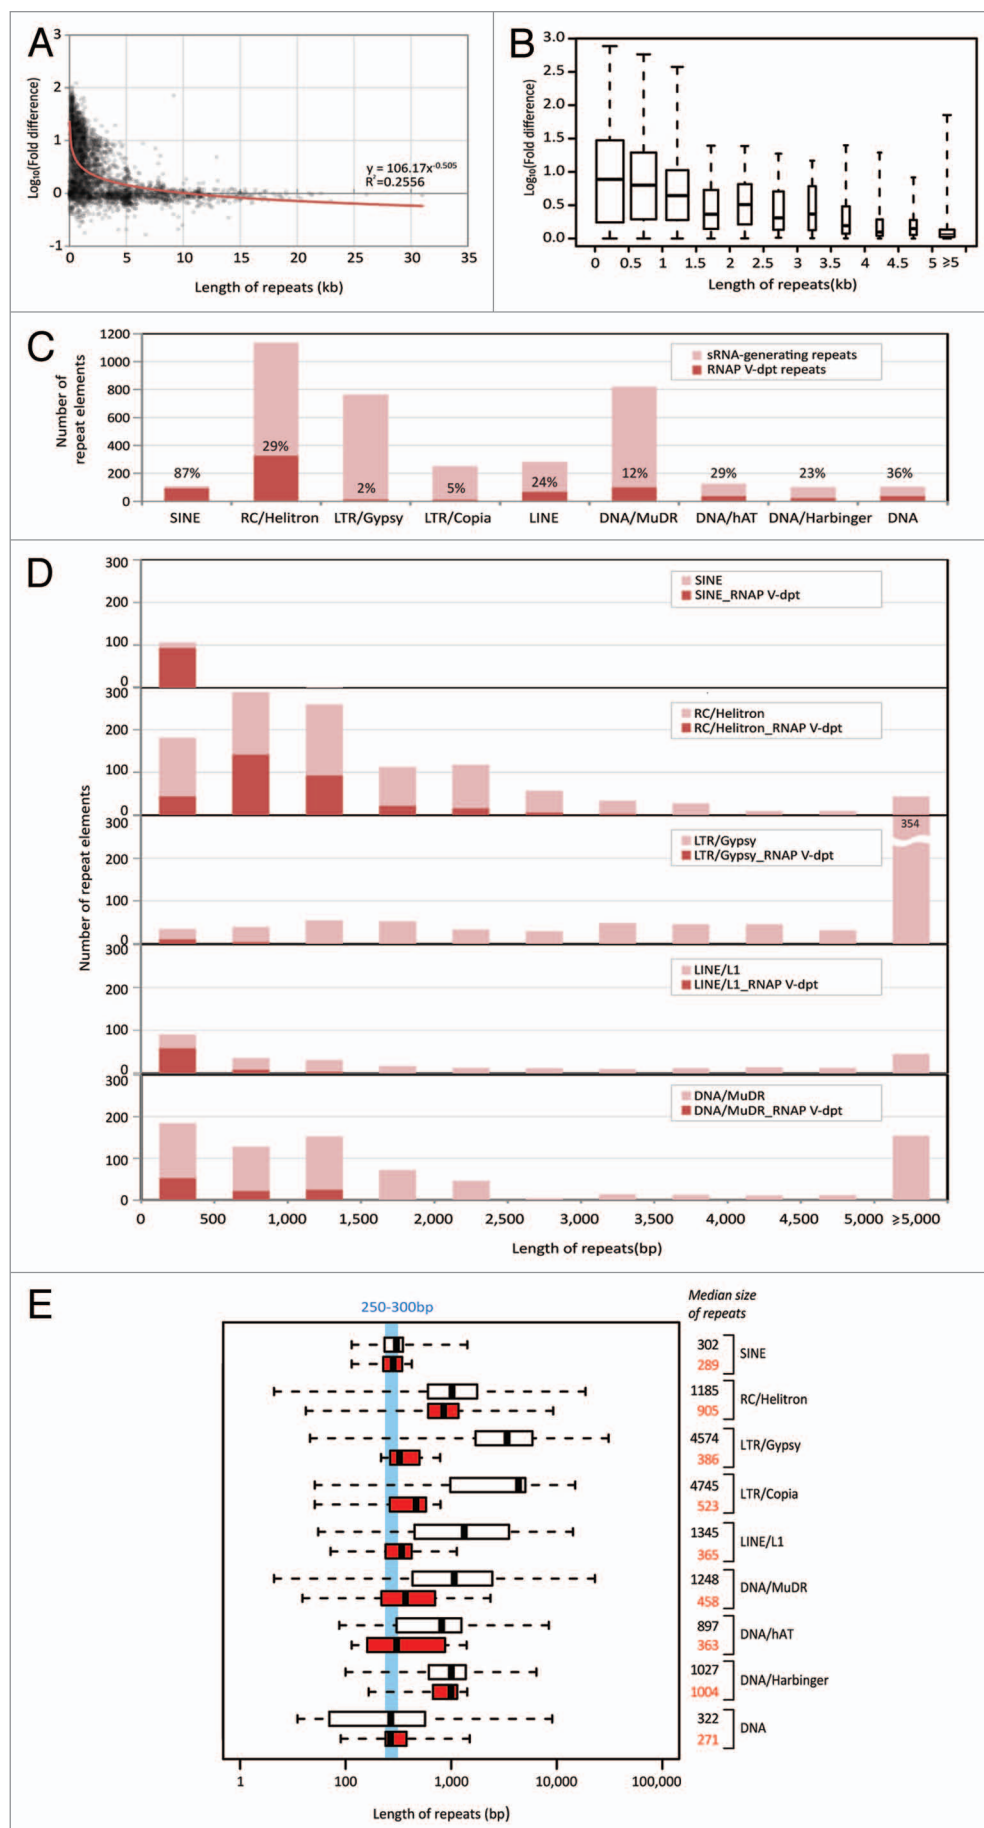 A
3
2
1
0
-1
Log₁₀(Fold difference)
y = 106.17x^-0.505
R²=0.2556
0 5 10 15 20 25 30 35
Length of repeats (kb)
B
3.0
2.5
2.0
1.5
1.0
0.5
0.0
Log₁₀(Fold difference)
0 0.5 1 1.5 2 2.5 3 3.5 4 4.5 5 ≥5
Length of repeats(kb)
C
1200
1000
800
600
400
200
0
Number of
repeat elements
sRNA-generating repeats
RNAP V-dpt repeats
87% 29% 2% 5% 24% 12% 29% 23% 36%
SINE RC/Helitron LTR/Gypsy LTR/Copia LINE DNA/MuDR DNA/hAT DNA/Harbinger DNA
D
Number of repeat elements
300
200
100
0
SINE
SINE_RNAP V-dpt
300
200
100
0
RC/Helitron
RC/Helitron_RNAP V-dpt
300
200
100
0
354
LTR/Gypsy
LTR/Gypsy_RNAP V-dpt
300
200
100
0
LINE/L1
LINE/L1_RNAP V-dpt
300
200
100
0
DNA/MuDR
DNA/MuDR_RNAP V-dpt
0 500 1,000 1,500 2,000 2,500 3,000 3,500 4,000 4,500 5,000 ≥5,000
Length of repeats(bp)
E
250-300bp
Median size
of repeats
302
289
SINE
1185
905
RC/Helitron
4574
386
LTR/Gypsy
4745
523
LTR/Copia
1345
365
LINE/L1
1248
458
DNA/MuDR
897
363
DNA/hAT
1027
1004
DNA/Harbinger
322
271
DNA
1 100 1,000 10,000 100,000
Length of repeats (bp)